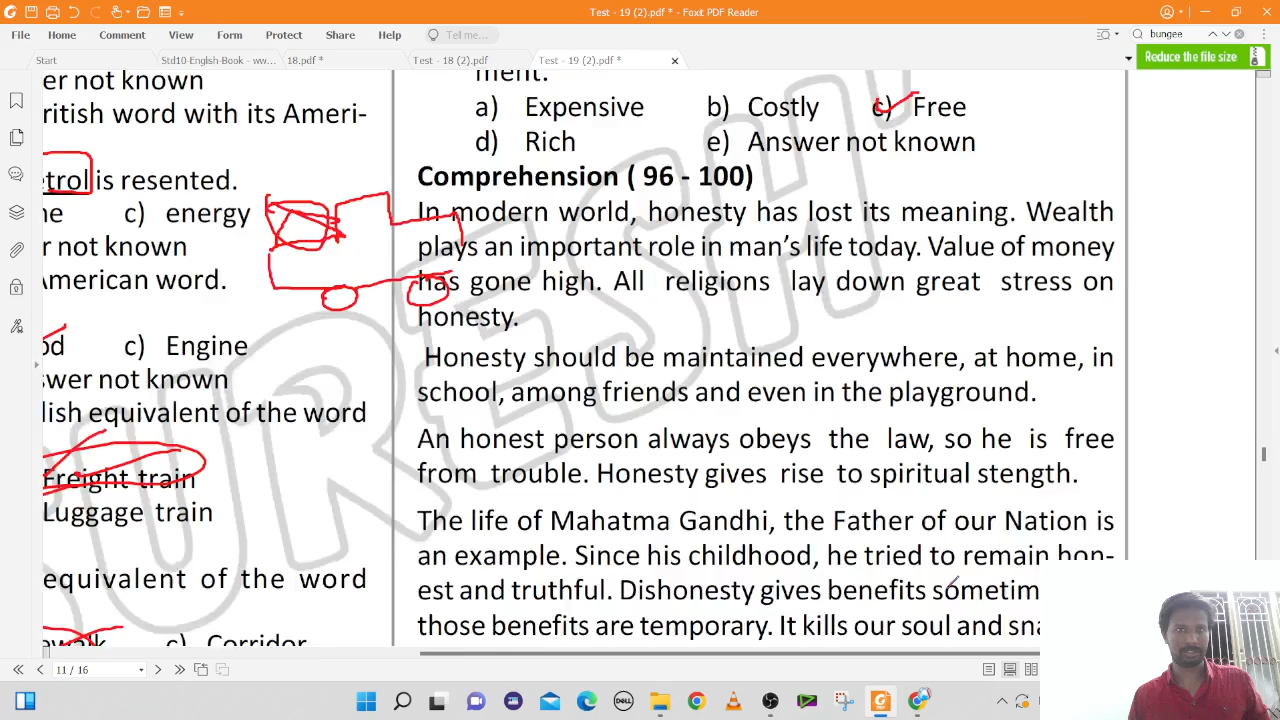 Test - 19 (2).pdf * - Foxit PDF Reader
File Home Comment View Form Protect Share Help Tell me... bungee
Start Std10-English-Book - ww... 18.pdf * Test - 18 (2).pdf Test - 19 (2).pdf * Reduce the file size
er not known
ritish word with its Ameri-
etrol is resented.
ne c) energy
r not known
American word.
od c) Engine
swer not known
lish equivalent of the word
Freight train
Luggage train
equivalent of the word
ewalk c) Corridor
ment.
a) Expensive b) Costly c) Free
d) Rich e) Answer not known
Comprehension ( 96 - 100)
In modern world, honesty has lost its meaning. Wealth
plays an important role in man's life today. Value of money
has gone high. All religions lay down great stress on
honesty.
Honesty should be maintained everywhere, at home, in
school, among friends and even in the playground.
An honest person always obeys the law, so he is free
from trouble. Honesty gives rise to spiritual stength.
The life of Mahatma Gandhi, the Father of our Nation is
an example. Since his childhood, he tried to remain hon-
est and truthful. Dishonesty gives benefits sometim
those benefits are temporary. It kills our soul and sna
SURESH'
11 / 16
DELL